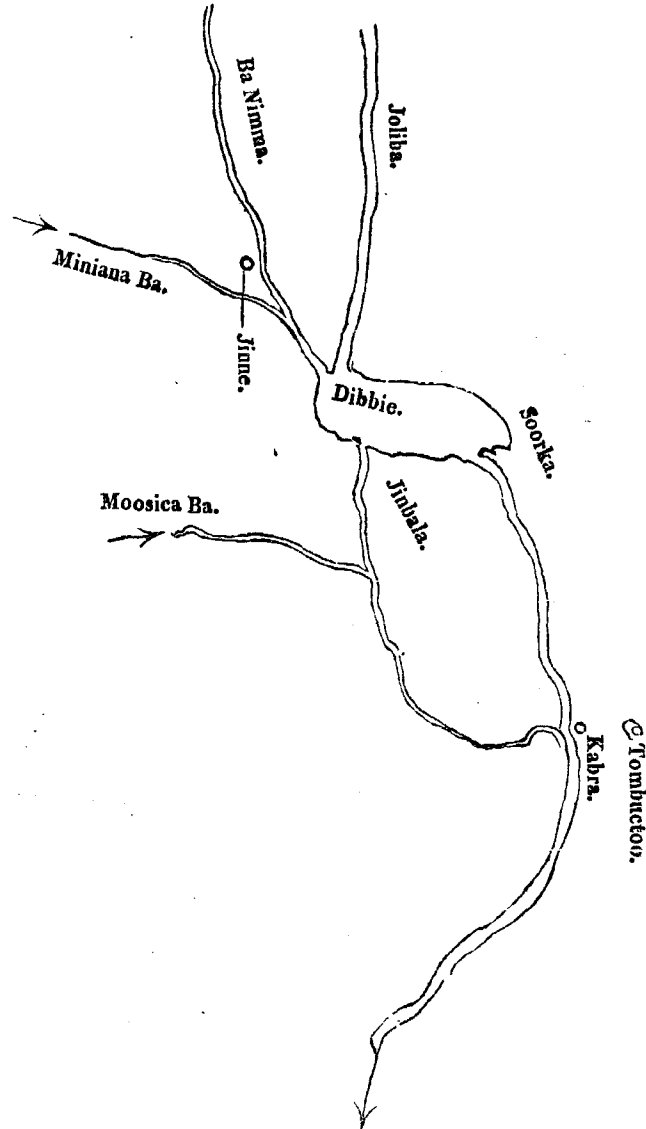 Ba Nimma.
Joliba.
Miniana Ba.
Jinne.
Dibbie.
Soorka.
Jinbala.
Moosica Ba.
Kabra.
Tombuctoo.